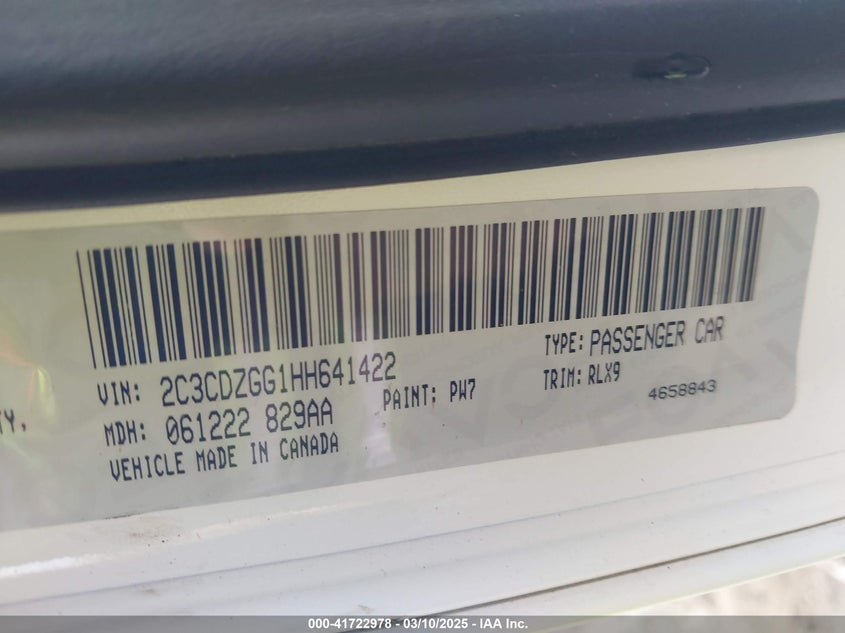 TY.
VIN: 2C3CDZGG1HH641422
TYPE: PASSENGER CAR
MDH: 061222 829AA
PAINT: PW7
TRIM: RLX9
4658843
VEHICLE MADE IN CANADA
000-41722978 - 03/10/2025 - IAA Inc.